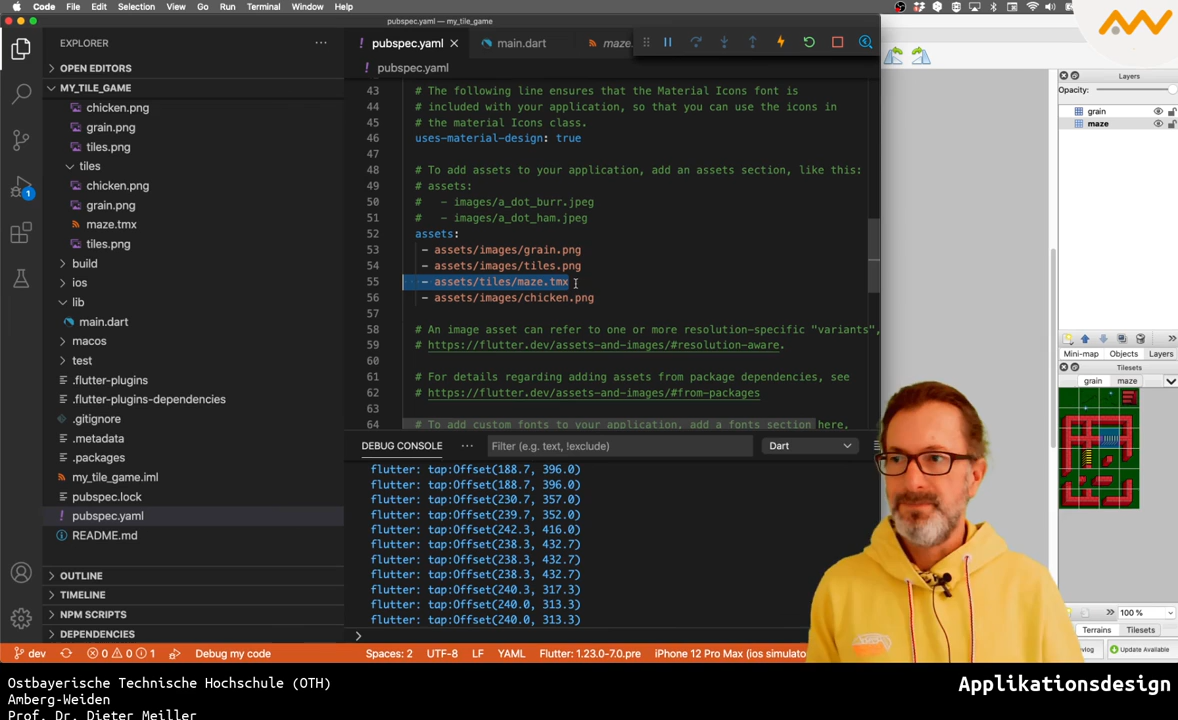 Code File Edit Selection View Go Run Terminal Window Help
pubspec.yaml — my_tile_game
EXPLORER
OPEN EDITORS
MY_TILE_GAME
chicken.png
grain.png
tiles.png
tiles
chicken.png
grain.png
maze.tmx
tiles.png
build
ios
lib
main.dart
macos
test
.flutter-plugins
.flutter-plugins-dependencies
.gitignore
.metadata
.packages
my_tile_game.iml
pubspec.lock
pubspec.yaml
README.md
OUTLINE
TIMELINE
NPM SCRIPTS
DEPENDENCIES
1
! pubspec.yaml
main.dart
maze.
! pubspec.yaml
43 # The following line ensures that the Material Icons font is
44 # included with your application, so that you can use the icons in
45 # the material Icons class.
46 uses-material-design: true
47
48 # To add assets to your application, add an assets section, like this:
49 # assets:
50 #   - images/a_dot_burr.jpeg
51 #   - images/a_dot_ham.jpeg
52 assets:
53 - assets/images/grain.png
54 - assets/images/tiles.png
55 - assets/tiles/maze.tmx
56 - assets/images/chicken.png
57
58 # An image asset can refer to one or more resolution-specific "variants",
59 # https://flutter.dev/assets-and-images/#resolution-aware.
60
61 # For details regarding adding assets from package dependencies, see
62 # https://flutter.dev/assets-and-images/#from-packages
63
64 # To add custom fonts to your application, add a fonts section here,
DEBUG CONSOLE
Filter (e.g. text, !exclude)
Dart
flutter: tap:Offset(188.7, 396.0)
flutter: tap:Offset(188.7, 396.0)
flutter: tap:Offset(230.7, 357.0)
flutter: tap:Offset(239.7, 352.0)
flutter: tap:Offset(242.3, 416.0)
flutter: tap:Offset(238.3, 432.7)
flutter: tap:Offset(238.3, 432.7)
flutter: tap:Offset(238.3, 432.7)
flutter: tap:Offset(240.3, 317.3)
flutter: tap:Offset(240.0, 313.3)
flutter: tap:Offset(240.0, 313.3)
dev 0 0 1 Debug my code Spaces: 2 UTF-8 LF YAML Flutter: 1.23.0-7.0.pre iPhone 12 Pro Max (ios simulato
Layers
Opacity:
grain
maze
Mini-map Objects Layers
Tilesets
grain maze
100 %
Terrains Tilesets
Update Available
Ostbayerische Technische Hochschule (OTH)
Amberg-Weiden
Prof. Dr. Dieter Meiller
Applikationsdesign